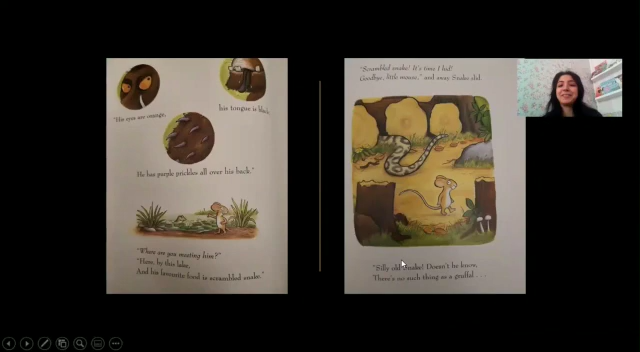 "His eyes are orange,
his tongue is black,
He has purple prickles all over his back."
"Where are you meeting him?"
"Here, by this lake,
And his favourite food is scrambled snake."
"Scrambled snake! It's time I hid!
Goodbye, little mouse," and away Snake slid.
"Silly old Snake! Doesn't he know,
There's no such thing as a gruffal . . .